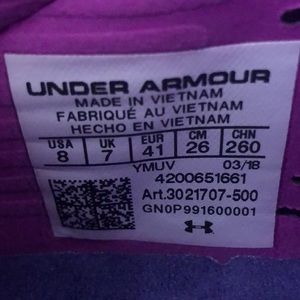 UNDER ARMOUR
MADE IN VIETNAM
FABRIQUÉ AU VIETNAM
HECHO EN VIETNAM
USA UK EUR CM CHN
8 7 41 26 260
YMUV 03/18
4200651661
Art.3021707-500
GN0P991600001